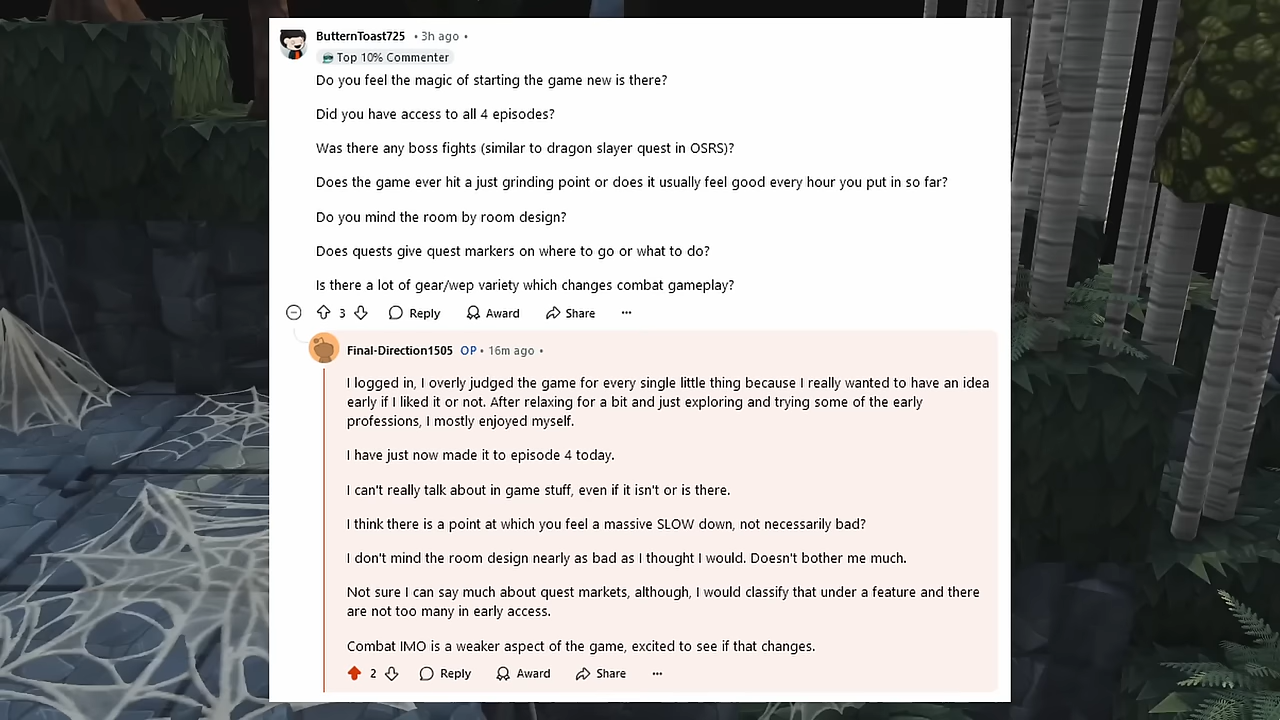 ButternToast725 • 3h ago •
Top 10% Commenter
Do you feel the magic of starting the game new is there?
Did you have access to all 4 episodes?
Was there any boss fights (similar to dragon slayer quest in OSRS)?
Does the game ever hit a just grinding point or does it usually feel good every hour you put in so far?
Do you mind the room by room design?
Does quests give quest markers on where to go or what to do?
Is there a lot of gear/wep variety which changes combat gameplay?
3 Reply Award Share ...
Final-Direction1505 OP • 16m ago •
I logged in, I overly judged the game for every single little thing because I really wanted to have an idea
early if I liked it or not. After relaxing for a bit and just exploring and trying some of the early
professions, I mostly enjoyed myself.
I have just now made it to episode 4 today.
I can't really talk about in game stuff, even if it isn't or is there.
I think there is a point at which you feel a massive SLOW down, not necessarily bad?
I don't mind the room design nearly as bad as I thought I would. Doesn't bother me much.
Not sure I can say much about quest markets, although, I would classify that under a feature and there
are not too many in early access.
Combat IMO is a weaker aspect of the game, excited to see if that changes.
2 Reply Award Share ...